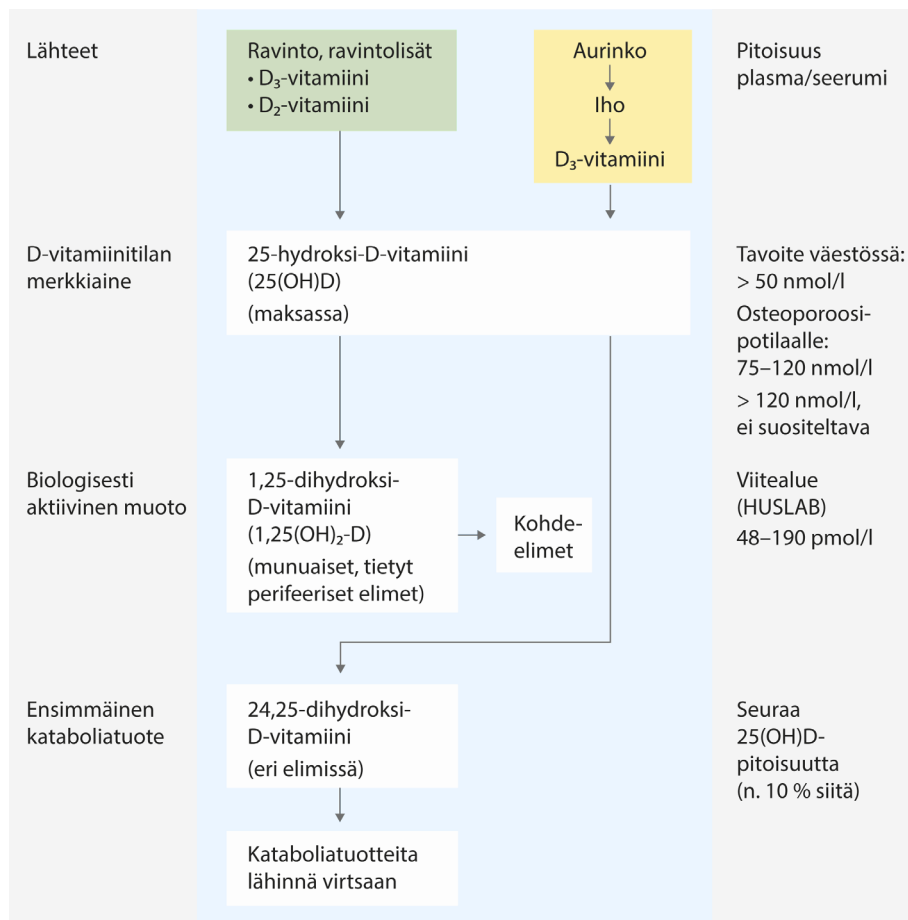 Lähteet
Ravinto, ravintolisät
• D₃-vitamiini
• D₂-vitamiini
Aurinko
Iho
D₃-vitamiini
Pitoisuus
plasma/seerumi
D-vitamiinitilan
merkkiaine
25-hydroksi-D-vitamiini
(25(OH)D)
(maksassa)
Tavoite väestössä:
> 50 nmol/l
Osteoporoosi-
potilaalle:
75–120 nmol/l
> 120 nmol/l,
ei suositeltava
Biologisesti
aktiivinen muoto
1,25-dihydroksi-
D-vitamiini
(1,25(OH)₂-D)
(munuaiset, tietyt
perifeeriset elimet)
Kohde-
elimet
Viitealue
(HUSLAB)
48–190 pmol/l
Ensimmäinen
kataboliatuote
24,25-dihydroksi-
D-vitamiini
(eri elimissä)
Seuraa
25(OH)D-
pitoisuutta
(n. 10 % siitä)
Kataboliatuotteita
lähinnä virtsaan